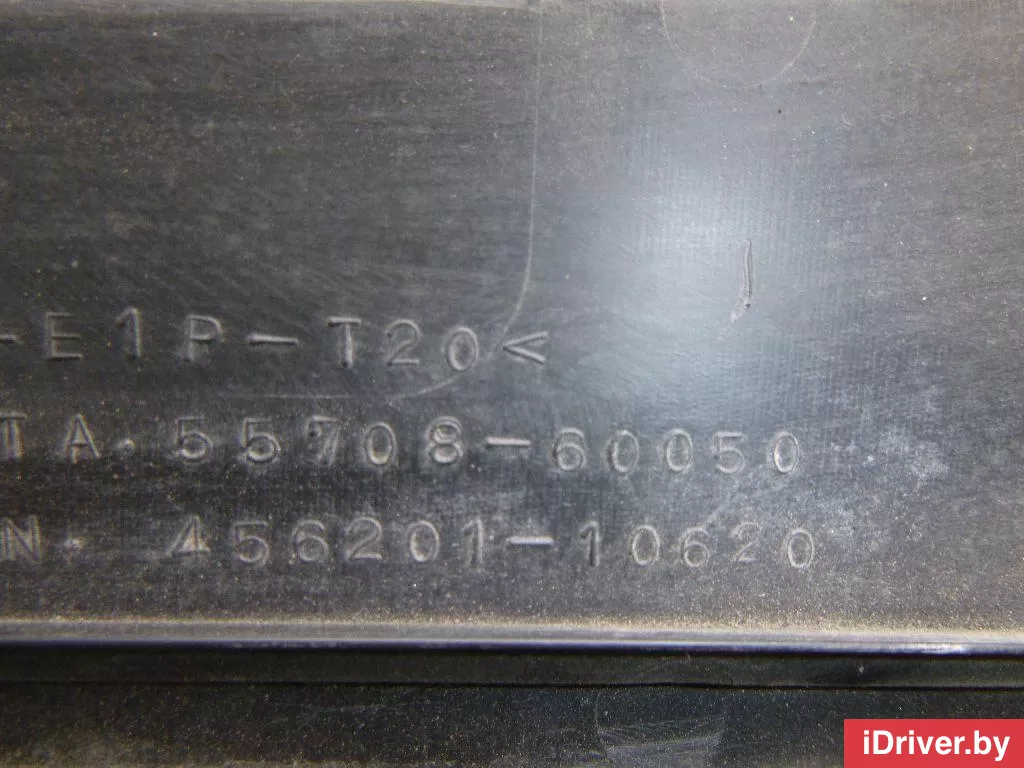 -E1P-T20<
TA. 55708-60050
N. 456201-10620
iDriver.by